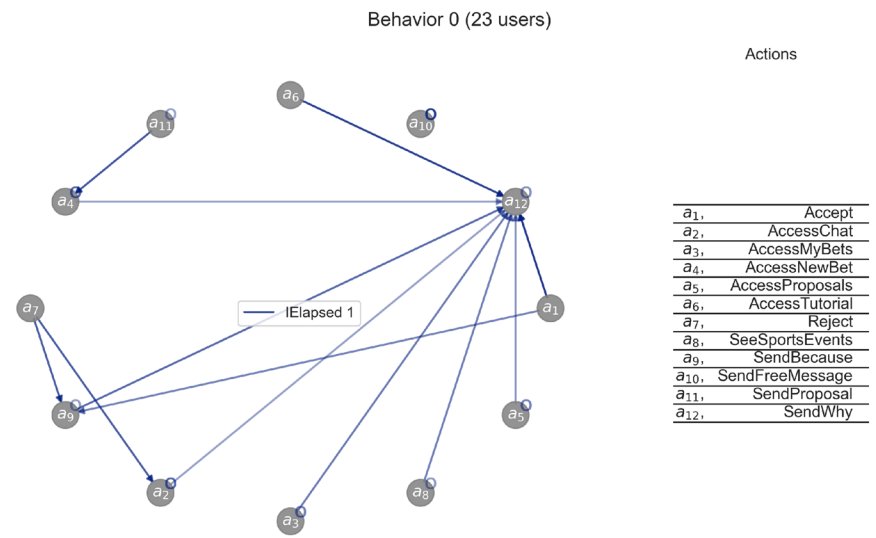 Behavior 0 (23 users)
Actions
a6
a11
a10
a4
a12
a7
IElapsed 1
a1
a9
a5
a2
a8
a3
a1, Accept
a2, AccessChat
a3, AccessMyBets
a4, AccessNewBet
a5, AccessProposals
a6, AccessTutorial
a7, Reject
a8, SeeSportsEvents
a9, SendBecause
a10, SendFreeMessage
a11, SendProposal
a12, SendWhy